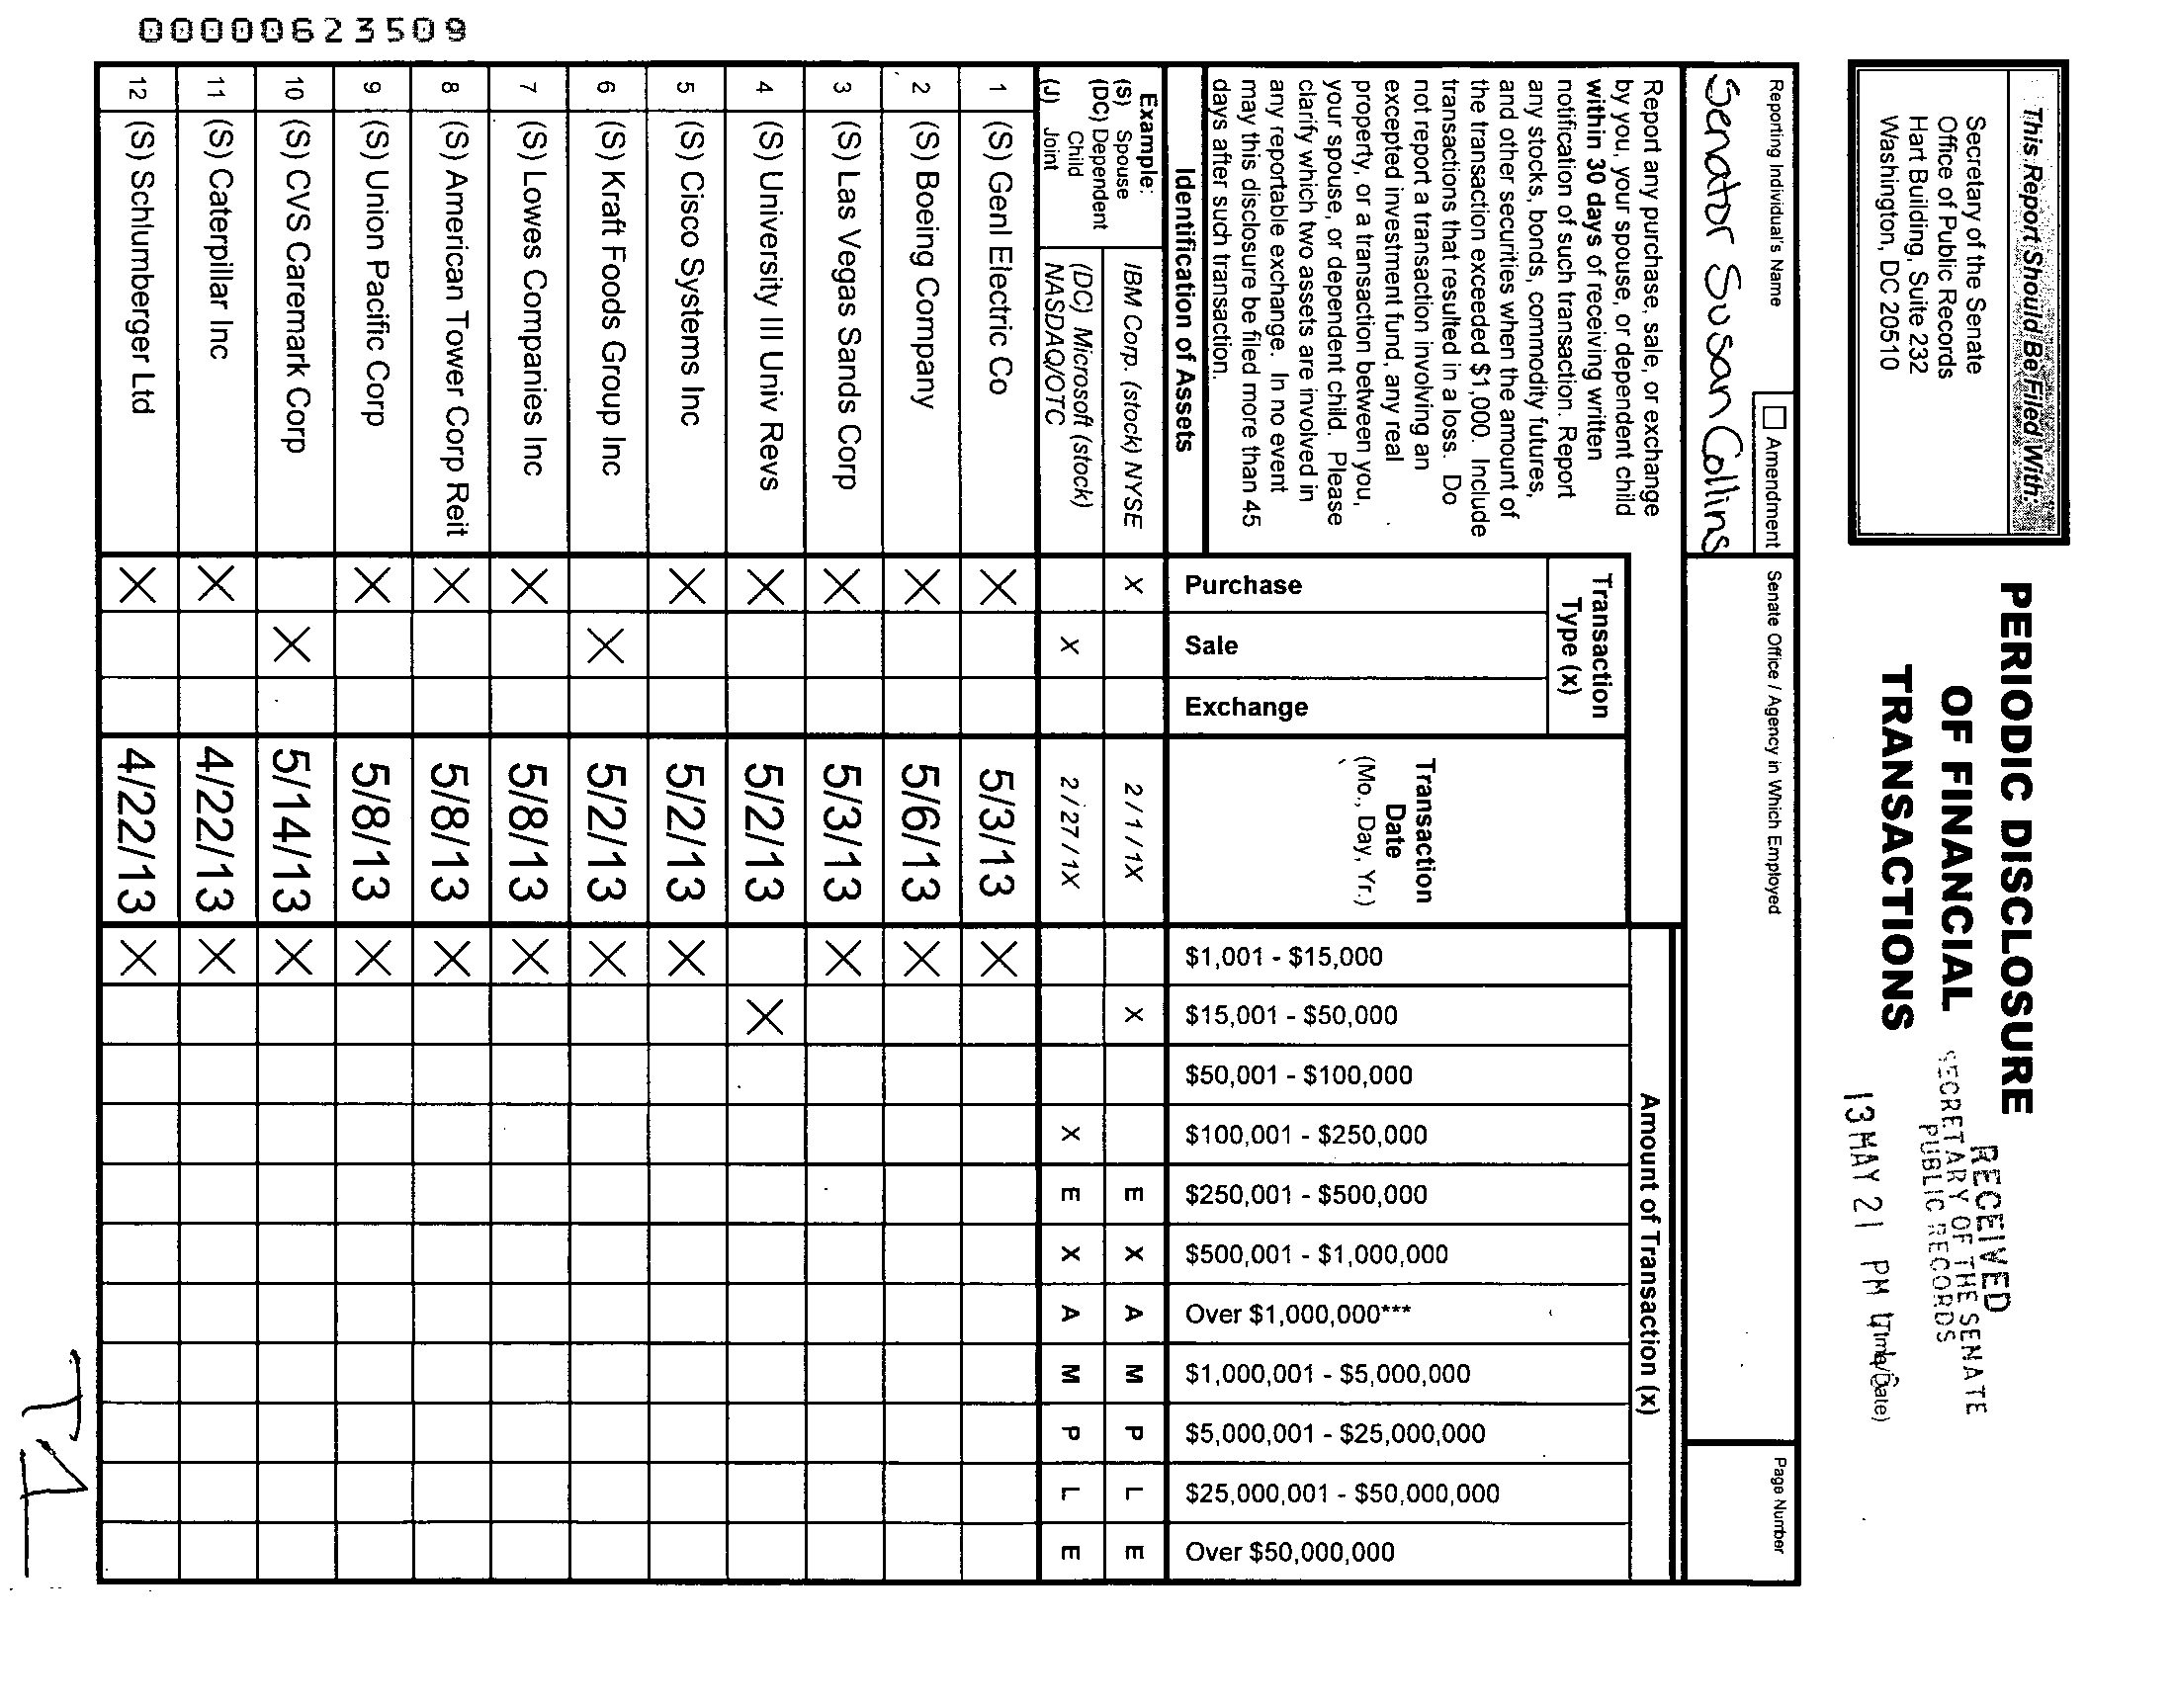 00000623509
This Report Should Be Filed With:
Secretary of the Senate
Office of Public Records
Hart Building, Suite 232
Washington, DC 20510
PERIODIC DISCLOSURE
OF FINANCIAL
TRANSACTIONS
RECEIVED
SECRETARY OF THE SENATE
PUBLIC RECORDS
13 MAY 21 PM
Reporting Individual's Name
Amendment
Senator Susan Collins
Senate Office / Agency in Which Employed
Page Number
Report any purchase, sale, or exchange
by you, your spouse, or dependent child
within 30 days of receiving written
notification of such transaction. Report
any stocks, bonds, commodity futures,
and other securities when the amount of
the transaction exceeded $1,000. Include
transactions that resulted in a loss. Do
not report a transaction involving an
excepted investment fund, any real
property, or a transaction between you,
your spouse, or dependent child. Please
clarify which two assets are involved in
any reportable exchange. In no event
may this disclosure be filed more than 45
days after such transaction.
Identification of Assets
Transaction
Type (x)
Purchase
Sale
Exchange
Transaction
Date
(Mo., Day, Yr.)
Amount of Transaction (x)
$1,001 - $15,000
$15,001 - $50,000
$50,001 - $100,000
$100,001 - $250,000
$250,001 - $500,000
$500,001 - $1,000,000
Over $1,000,000***
$1,000,001 - $5,000,000
$5,000,001 - $25,000,000
$25,000,001 - $50,000,000
Over $50,000,000
Example:
(S) Spouse
(DC) Dependent
Child
(J) Joint
IBM Corp. (stock) NYSE X 2/1/1X X E X A M P L E
(DC) Microsoft (stock)
NASDAQ/OTC X 2/27/1X X E X A M P L E
1 (S) Genl Electric Co X 5/3/13 X
2 (S) Boeing Company X 5/6/13 X
3 (S) Las Vegas Sands Corp X 5/3/13 X
4 (S) University Ill Univ Revs X 5/2/13 X
5 (S) Cisco Systems Inc X 5/2/13 X
6 (S) Kraft Foods Group Inc X 5/2/13 X
7 (S) Lowes Companies Inc X 5/8/13 X
8 (S) American Tower Corp Reit X 5/8/13 X
9 (S) Union Pacific Corp X 5/8/13 X
10 (S) CVS Caremark Corp X 5/14/13 X
11 (S) Caterpillar Inc X 4/22/13 X
12 (S) Schlumberger Ltd X 4/22/13 X